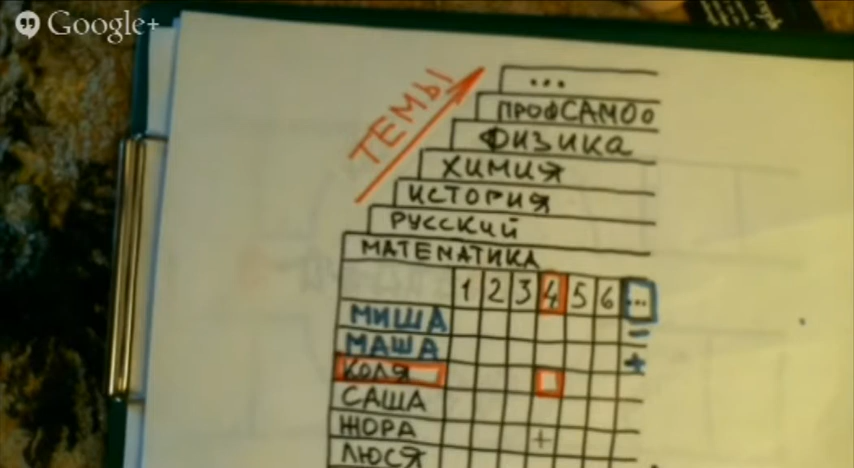 Google+
ТЕМЫ
...
ПРОФСАМОО
ФИЗИКА
ХИМИЯ
ИСТОРИЯ
РУССКИЙ
МАТЕМАТИКА
1 2 3 4 5 6 ...
МИША -
МАША +
КОЛЯ
САША
ЖОРА +
ЛЮСЯ